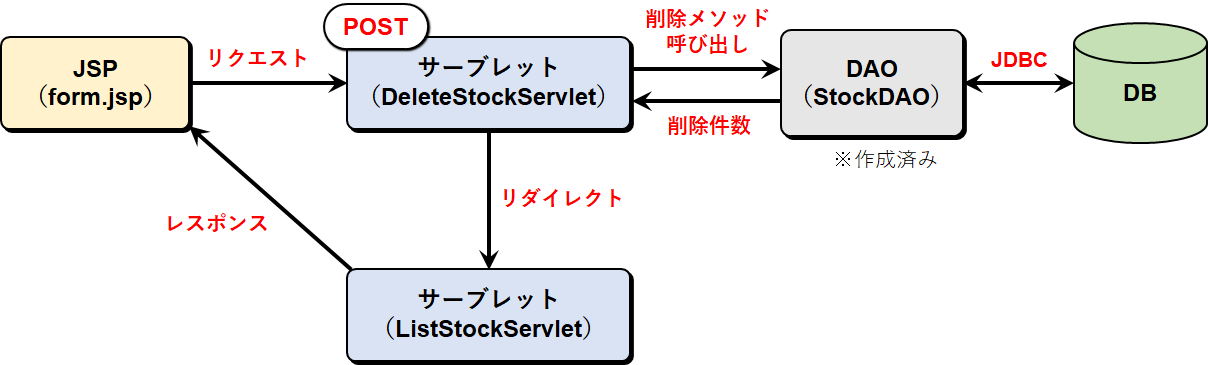 POST
JSP
（form.jsp）
リクエスト
サーブレット
（DeleteStockServlet）
削除メソッド
呼び出し
削除件数
DAO
（StockDAO）
※作成済み
JDBC
DB
リダイレクト
レスポンス
サーブレット
（ListStockServlet）